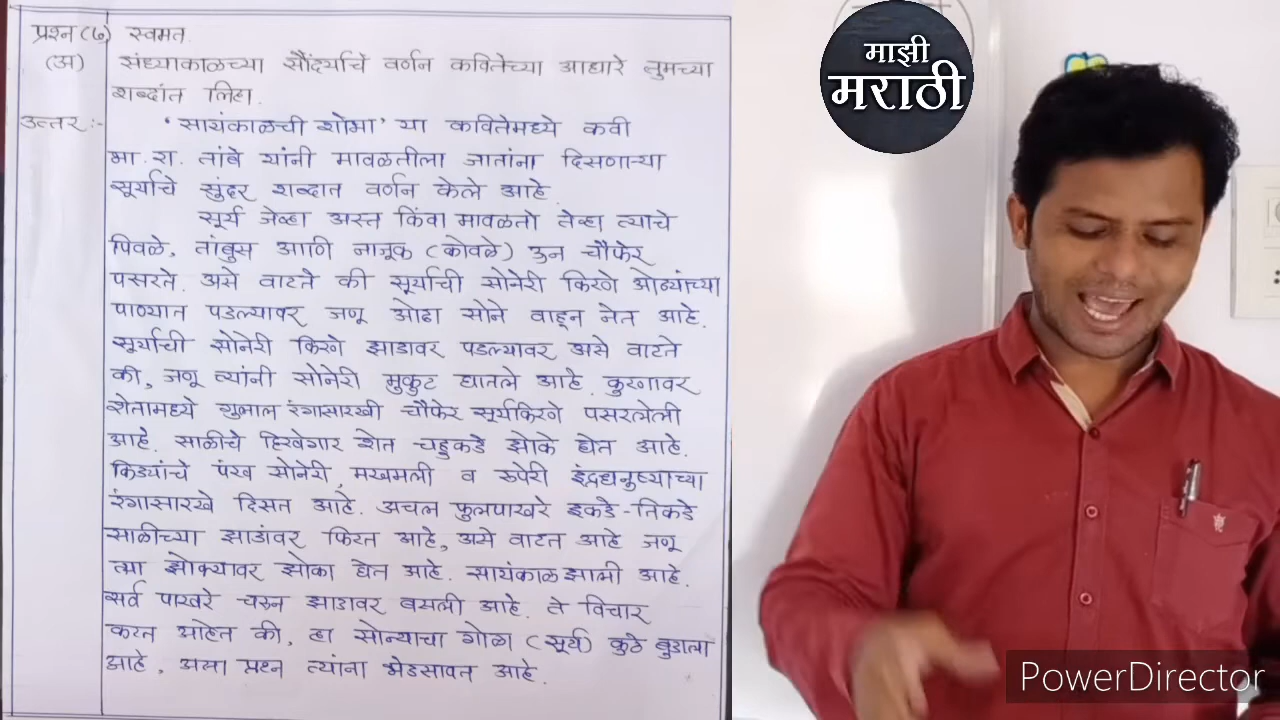 प्रश्न (७) स्वमत.
(अ) संध्याकाळच्या सौंदर्याचे वर्णन कवितेच्या आधारे तुमच्या
शब्दांत लिहा.
उत्तर :- 'सायंकाळची शोभा' या कवितेमध्ये कवी
भा. रा. तांबे यांनी मावळतीला जातांना दिसणाऱ्या
सूर्याचे सुंदर शब्दात वर्णन केले आहे.
सूर्य जेव्हा अस्त किंवा मावळतो तेव्हा त्याचे
पिवळे, तांबुस आणि नाजूक (कोवळे) उन चौफेर
पसरते. असे वाटते की सूर्याची सोनेरी किरणे ओढ्यांच्या
पाण्यात पडल्यावर जणू ओढा सोने वाहून नेत आहे.
सूर्याची सोनेरी किरणे झाडावर पडल्यावर असे वाटते
की, जणू त्यांनी सोनेरी मुकुट घातले आहे. कुरणावर
शेतामध्ये गुलाल रंगासारखी चौफेर सूर्यकिरणे पसरलेली
आहे. साळीचे हिरवेगार शेत चहुकडे झोके घेत आहे.
किड्यांचे पंख सोनेरी, मखमली व रुपेरी इंद्रधनुष्याच्या
रंगासारखे दिसत आहे. अचल फुलपाखरे इकडे-तिकडे
साळीच्या झाडांवर फिरत आहे, असे वाटत आहे जणू
त्या झोक्यावर झोका घेत आहे. सायंकाळ झाली आहे.
सर्व पाखरे चरुन झाडावर बसली आहे. ते विचार
करत आहेत की, हा सोन्याचा गोळा (सूर्य) कुठे बुडाला
आहे, असा प्रश्न त्यांना भेडसावत आहे.
माझी
मराठी
PowerDirector